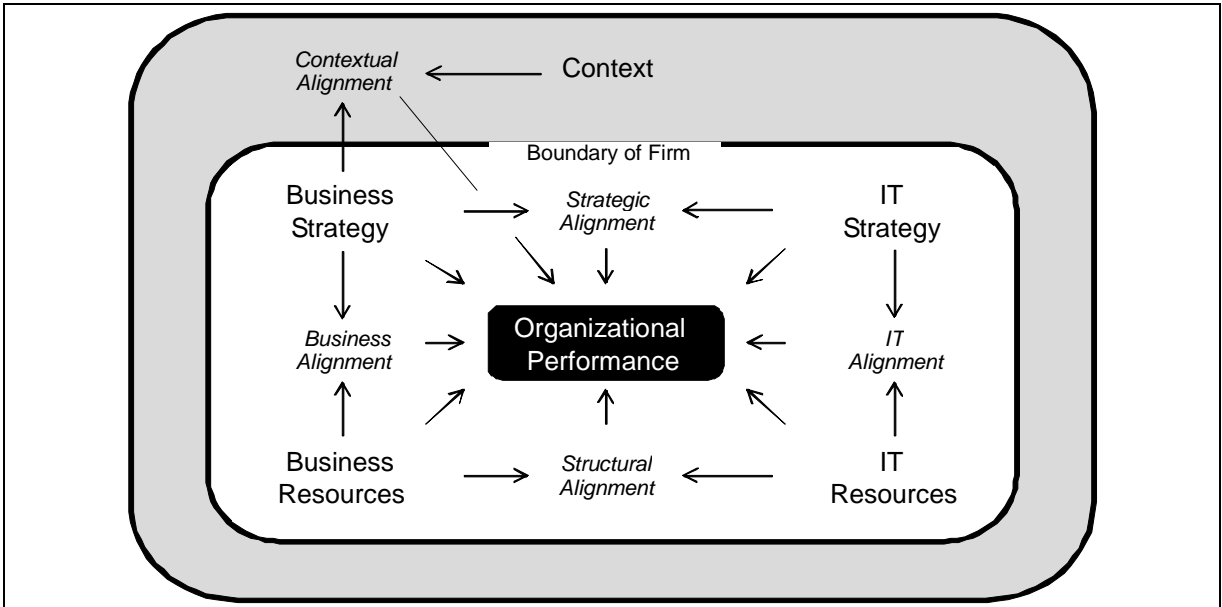 Contextual
Alignment
Context
Boundary of Firm
Business
Strategy
Strategic
Alignment
IT
Strategy
Business
Alignment
Organizational
Performance
IT
Alignment
Business
Resources
Structural
Alignment
IT
Resources